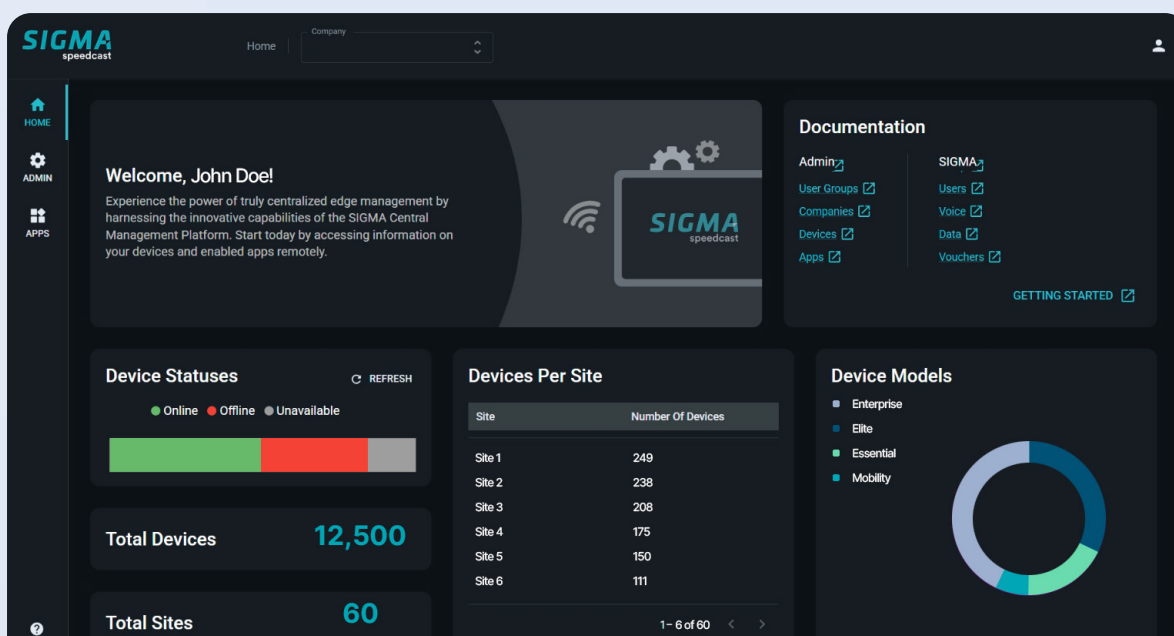 SIGMA
speedcast
Home
Company
HOME
ADMIN
APPS
Welcome, John Doe!
Experience the power of truly centralized edge management by
harnessing the innovative capabilities of the SIGMA Central
Management Platform. Start today by accessing information on
your devices and enabled apps remotely.
SIGMA
speedcast
Documentation
Admin
User Groups
Companies
Devices
Apps
SIGMA
Users
Voice
Data
Vouchers
GETTING STARTED
Device Statuses
REFRESH
Online Offline Unavailable
Total Devices 12,500
Total Sites 60
Devices Per Site
Site Number Of Devices
Site 1 249
Site 2 238
Site 3 208
Site 4 175
Site 5 150
Site 6 111
1– 6 of 60
Device Models
Enterprise
Elite
Essential
Mobility